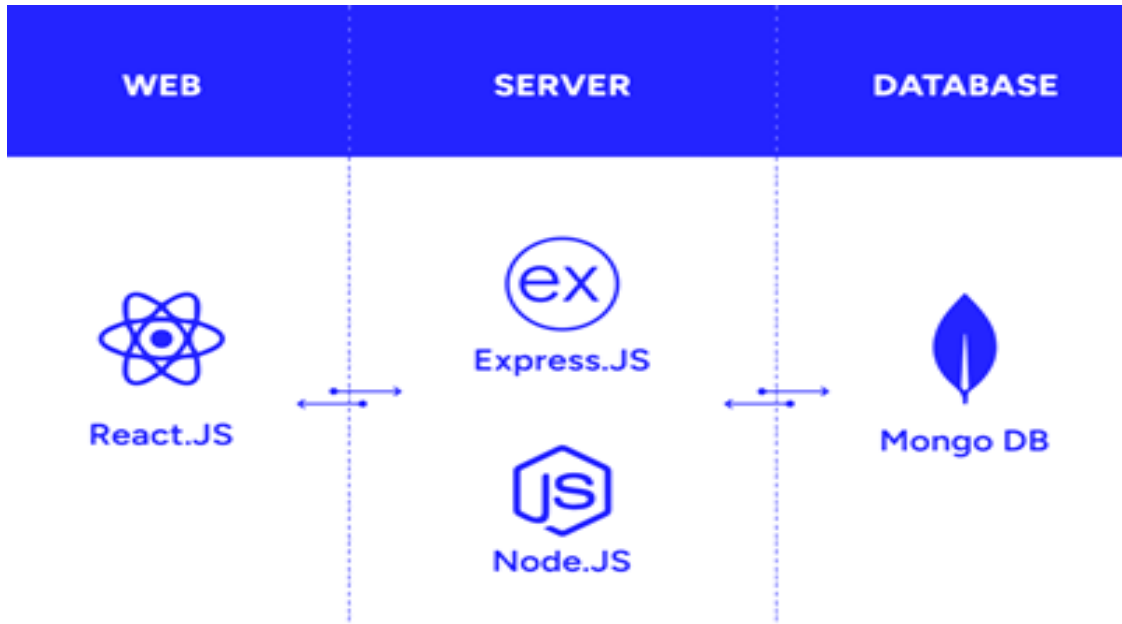 WEB
SERVER
DATABASE
ex
Express.JS
React.JS
Mongo DB
JS
Node.JS